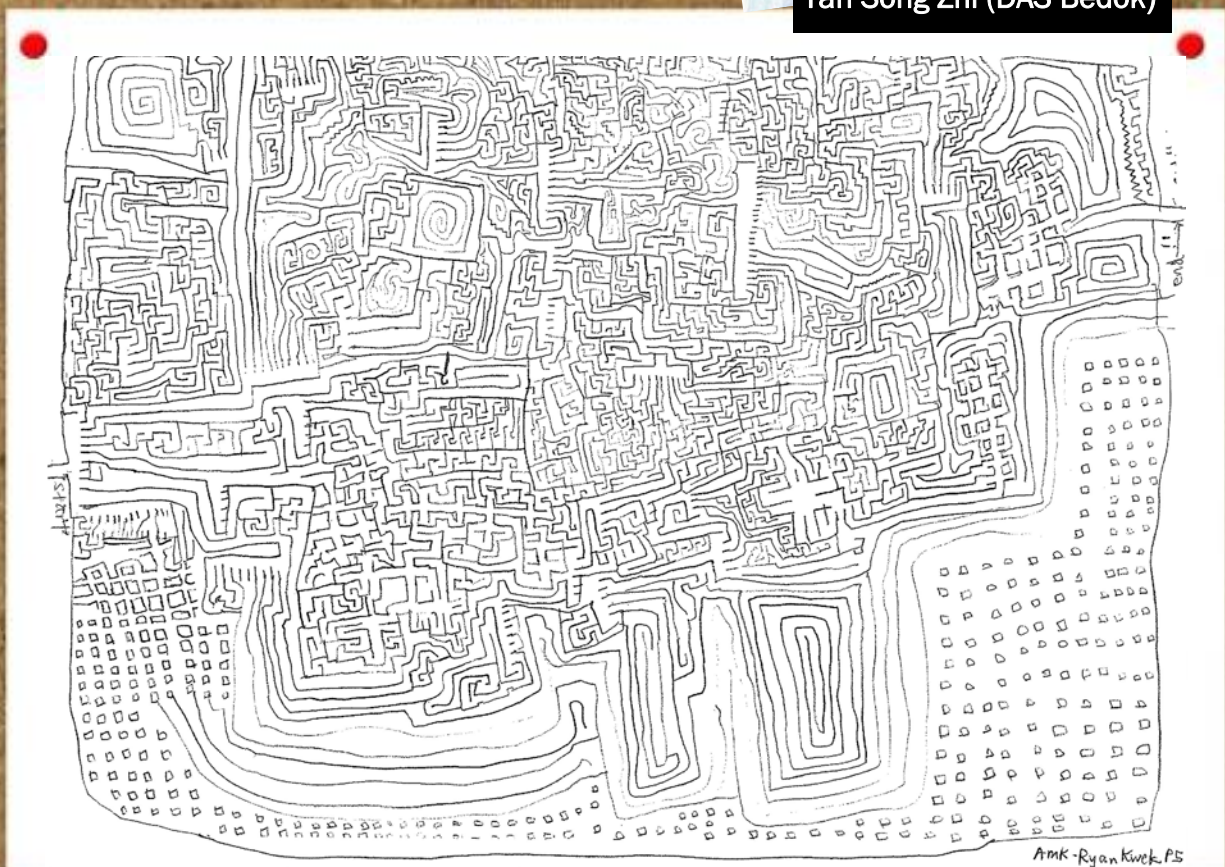 Tan Song Zhi (DAS Bedok)
"start"
"end"
AMK-Ryan Kwek, P5